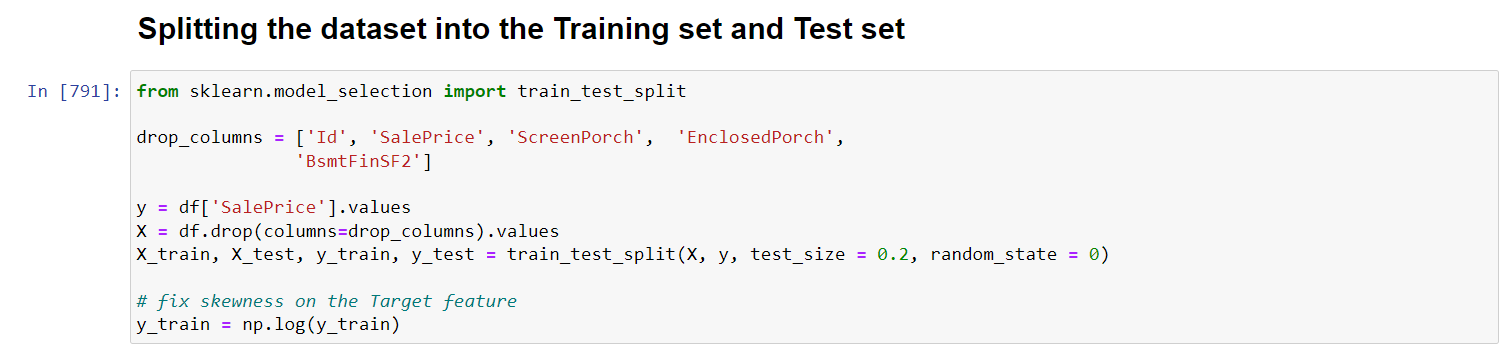 Splitting the dataset into the Training set and Test set
In [791]: from sklearn.model_selection import train_test_split
drop_columns = ['Id', 'SalePrice', 'ScreenPorch',  'EnclosedPorch',
               'BsmtFinSF2']
y = df['SalePrice'].values
X = df.drop(columns=drop_columns).values
X_train, X_test, y_train, y_test = train_test_split(X, y, test_size = 0.2, random_state = 0)
# fix skewness on the Target feature
y_train = np.log(y_train)